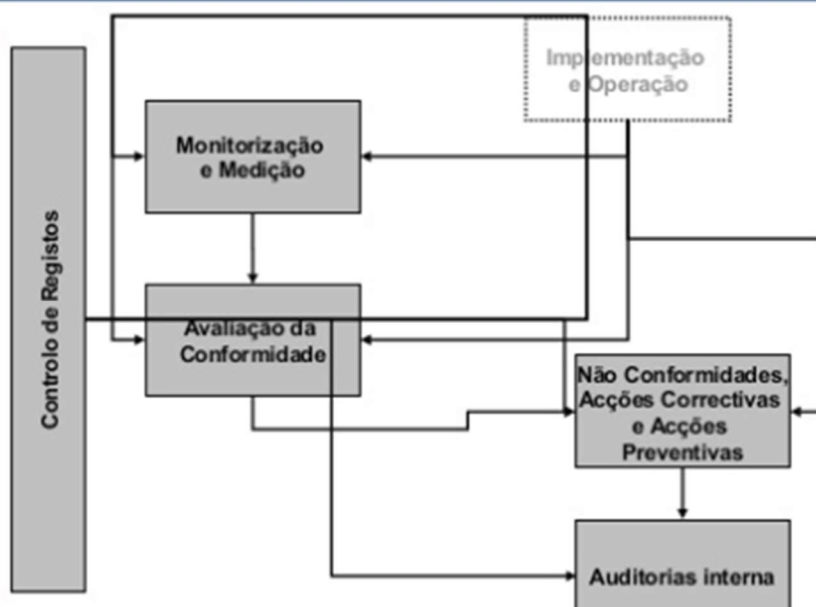 Implementação
e Operação
Monitorização
e Medição
Controlo de Registos
Avaliação da
Conformidade
Não Conformidades,
Acções Correctivas
e Acções
Preventivas
Auditorias interna